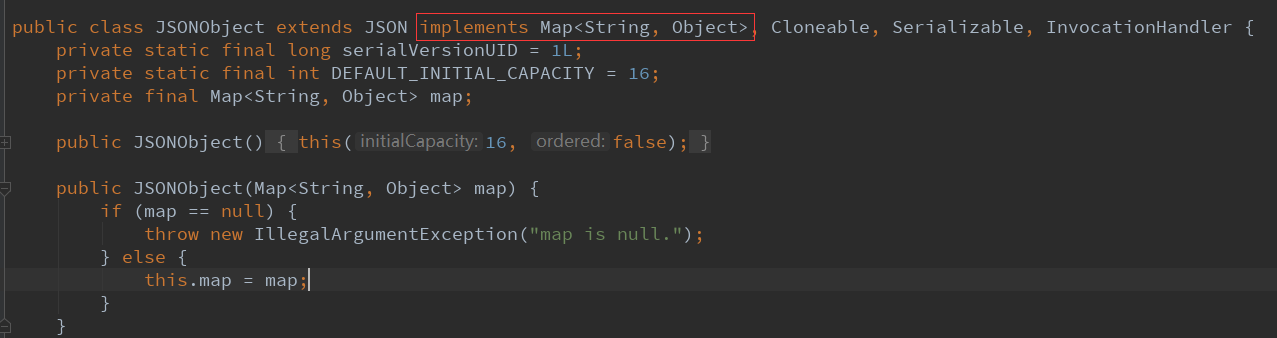 public class JSONObject extends JSON implements Map<String, Object>, Cloneable, Serializable, InvocationHandler {
private static final long serialVersionUID = 1L;
private static final int DEFAULT_INITIAL_CAPACITY = 16;
private final Map<String, Object> map;
public JSONObject() { this( initialCapacity: 16, ordered: false); }
public JSONObject(Map<String, Object> map) {
if (map == null) {
throw new IllegalArgumentException("map is null.");
} else {
this.map = map;
}
}